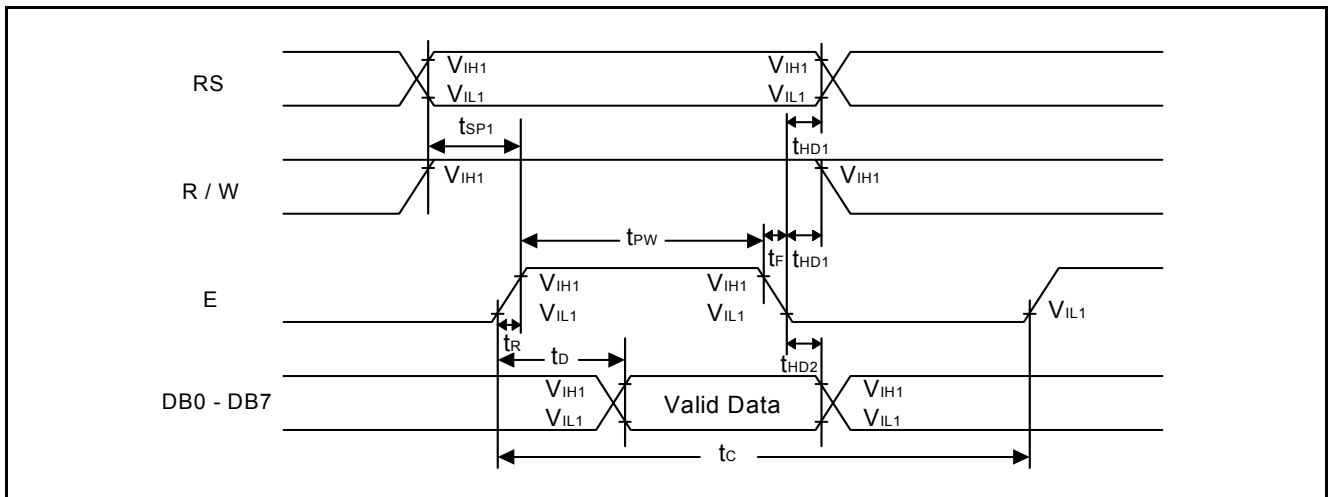 RS
VIH1
VIL1
VIH1
VIL1
tSP1
tHD1
R / W
VIH1
VIH1
tPW
tF
tHD1
E
VIH1
VIL1
VIH1
VIL1
VIL1
tR
tD
tHD2
DB0 - DB7
VIH1
VIL1
Valid Data
VIH1
VIL1
tC